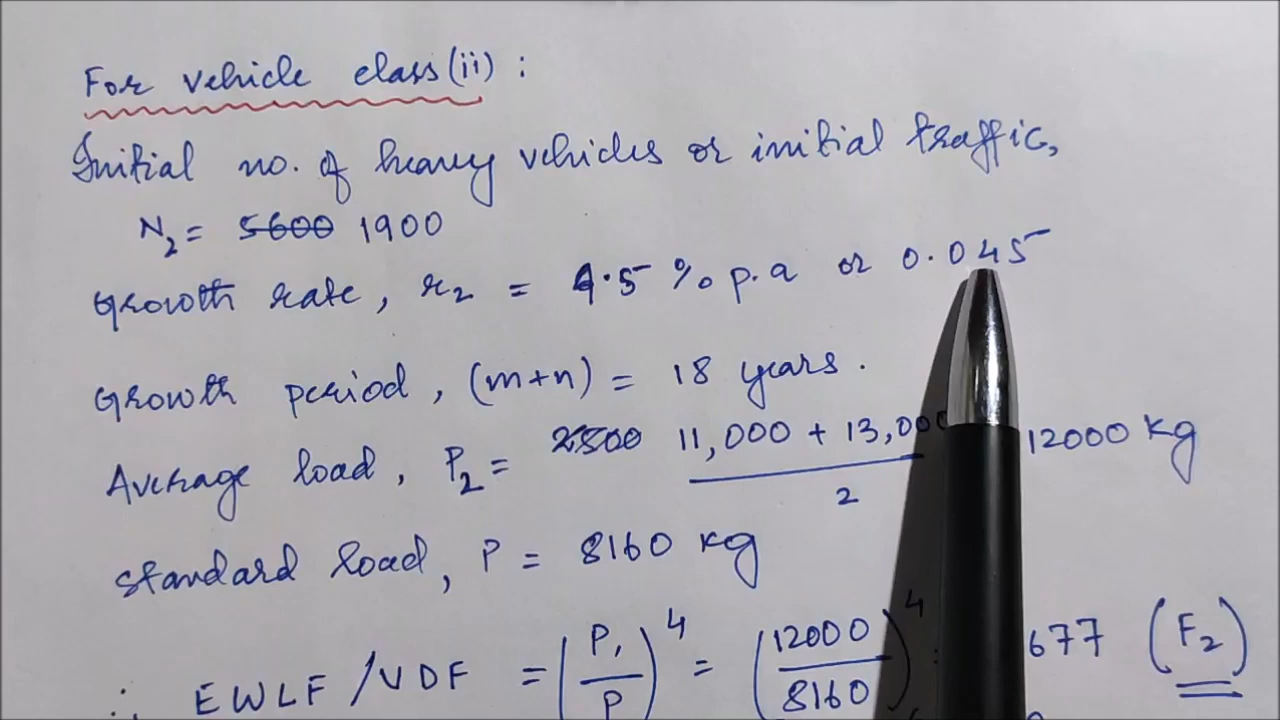 For vehicle class (ii) :
Initial no. of heavy vehicles or initial traffic,
N2 = 5600 1900
Growth rate, r2 = 4.5 % p.a or 0.045
Growth period, (m+n) = 18 years.
Average load, P2 = 2500 11,000 + 13,000 / 2 12000 kg
standard load, P = 8160 kg
∴ EWLF / VDF = (P1/P)^4 = (12000/8160)^4 677 (F2)